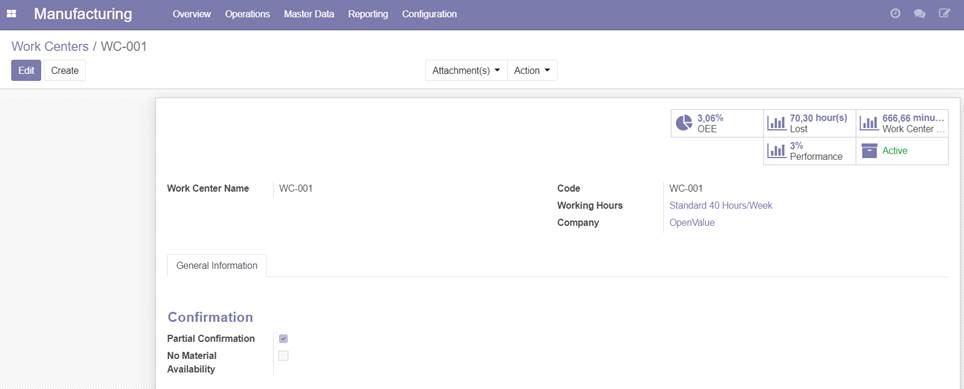 Manufacturing Overview Operations Master Data Reporting Configuration
Work Centers / WC-001
Edit Create Attachment(s) Action
3,06% 70,30 hour(s) 666,66 minu...
OEE Lost Work Center ...
3% Active
Performance
Work Center Name WC-001 Code WC-001
Working Hours Standard 40 Hours/Week
Company OpenValue
General Information
Confirmation
Partial Confirmation
No Material
Availability